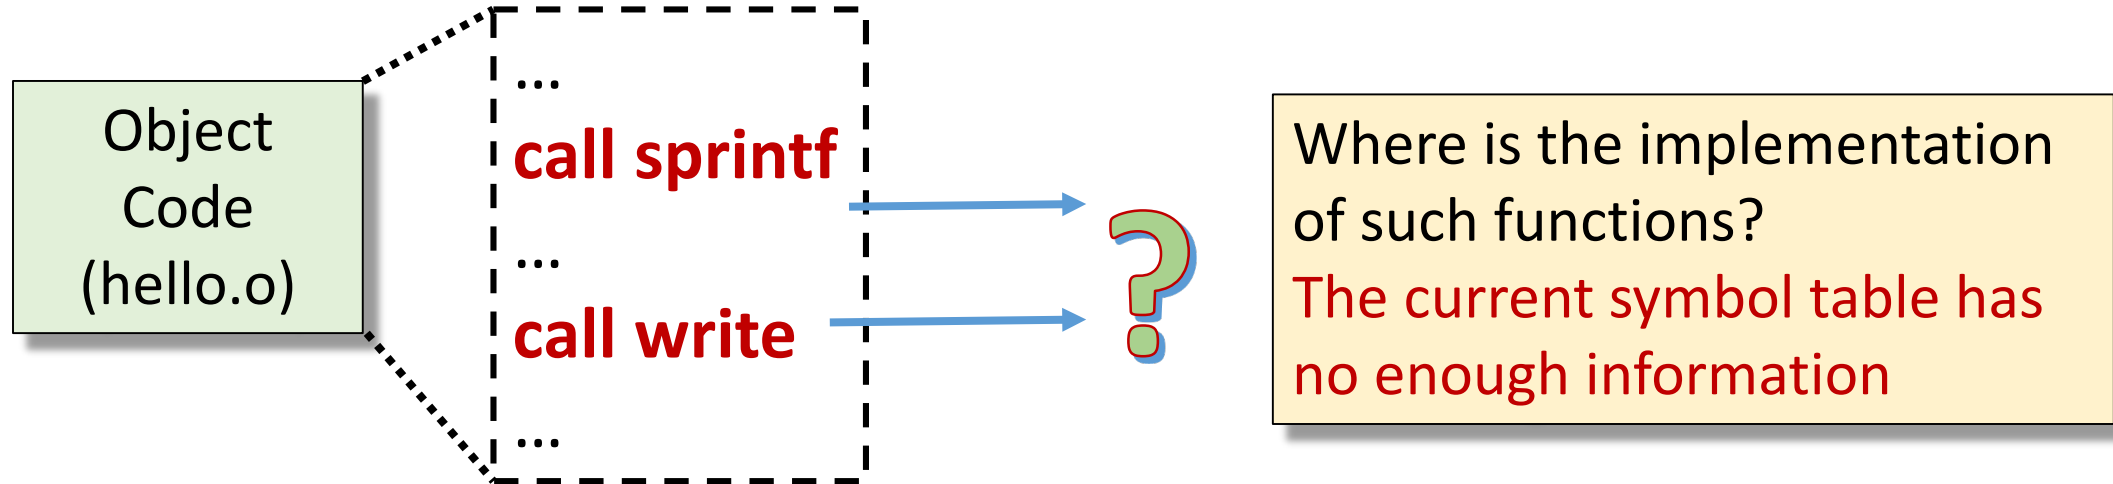 Object
Code
(hello.o)
...
call sprintf
...
call write
...
?
Where is the implementation
of such functions?
The current symbol table has
no enough information